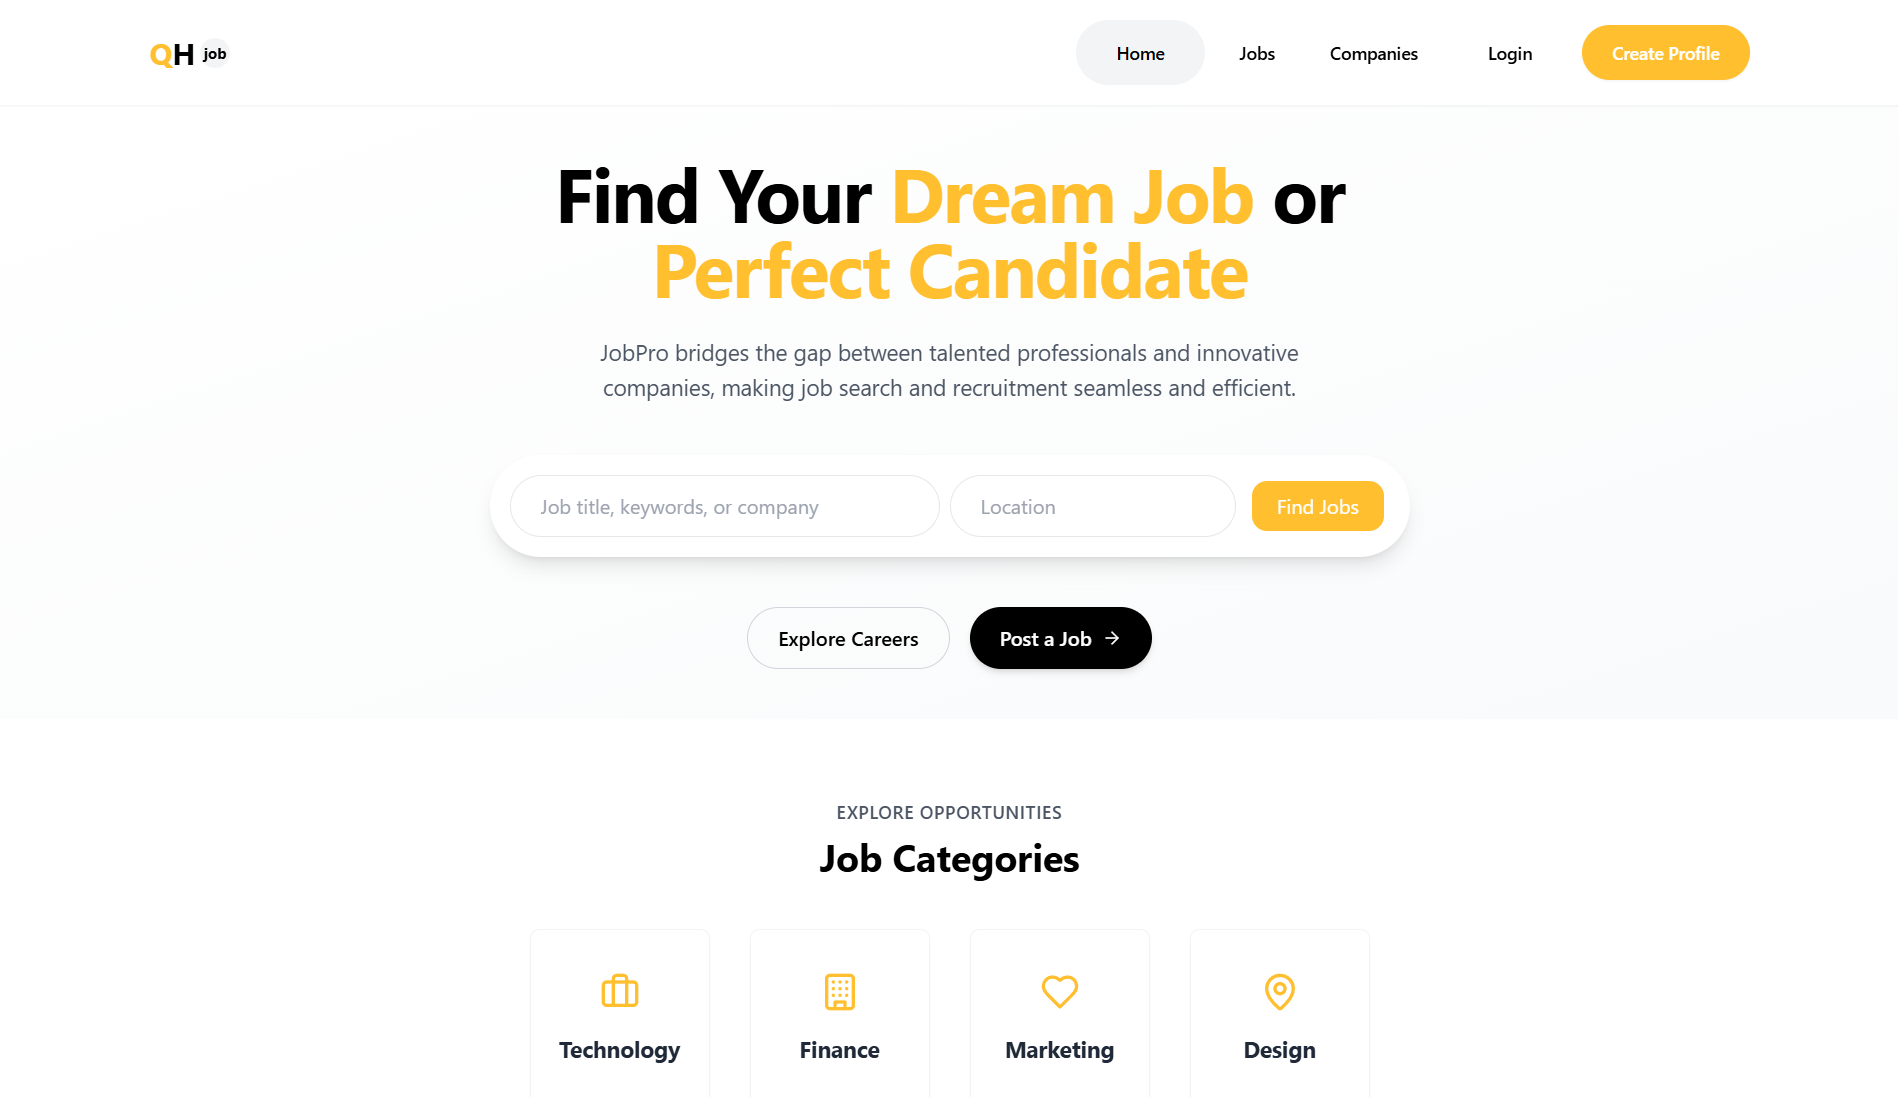 QH job
Home
Jobs
Companies
Login
Create Profile
Find Your Dream Job or
Perfect Candidate
JobPro bridges the gap between talented professionals and innovative
companies, making job search and recruitment seamless and efficient.
Job title, keywords, or company
Location
Find Jobs
Explore Careers
Post a Job →
EXPLORE OPPORTUNITIES
Job Categories
Technology
Finance
Marketing
Design